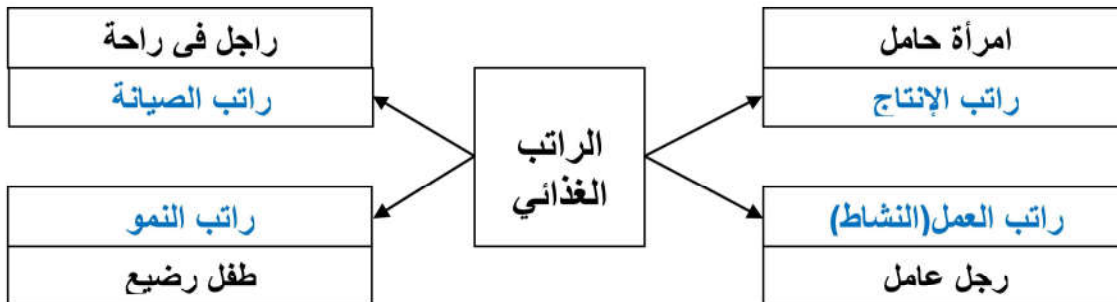 امرأة حامل
راتب الإنتاج
راجل فى راحة
راتب الصيانة
الراتب
الغذائي
راتب العمل(النشاط)
رجل عامل
راتب النمو
طفل رضيع